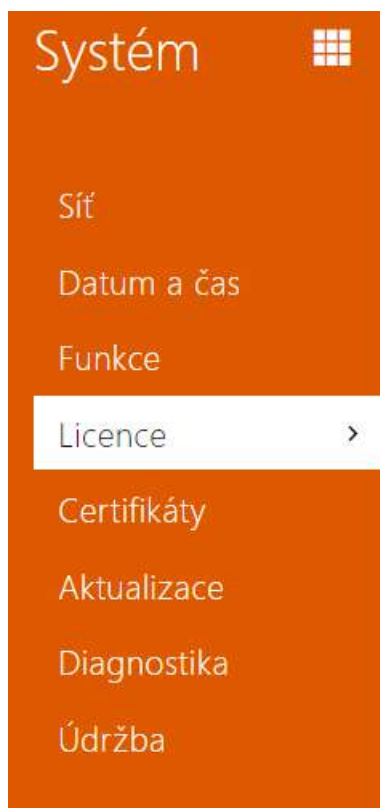 Systém
Síť
Datum a čas
Funkce
Licence
Certifikáty
Aktualizace
Diagnostika
Údržba